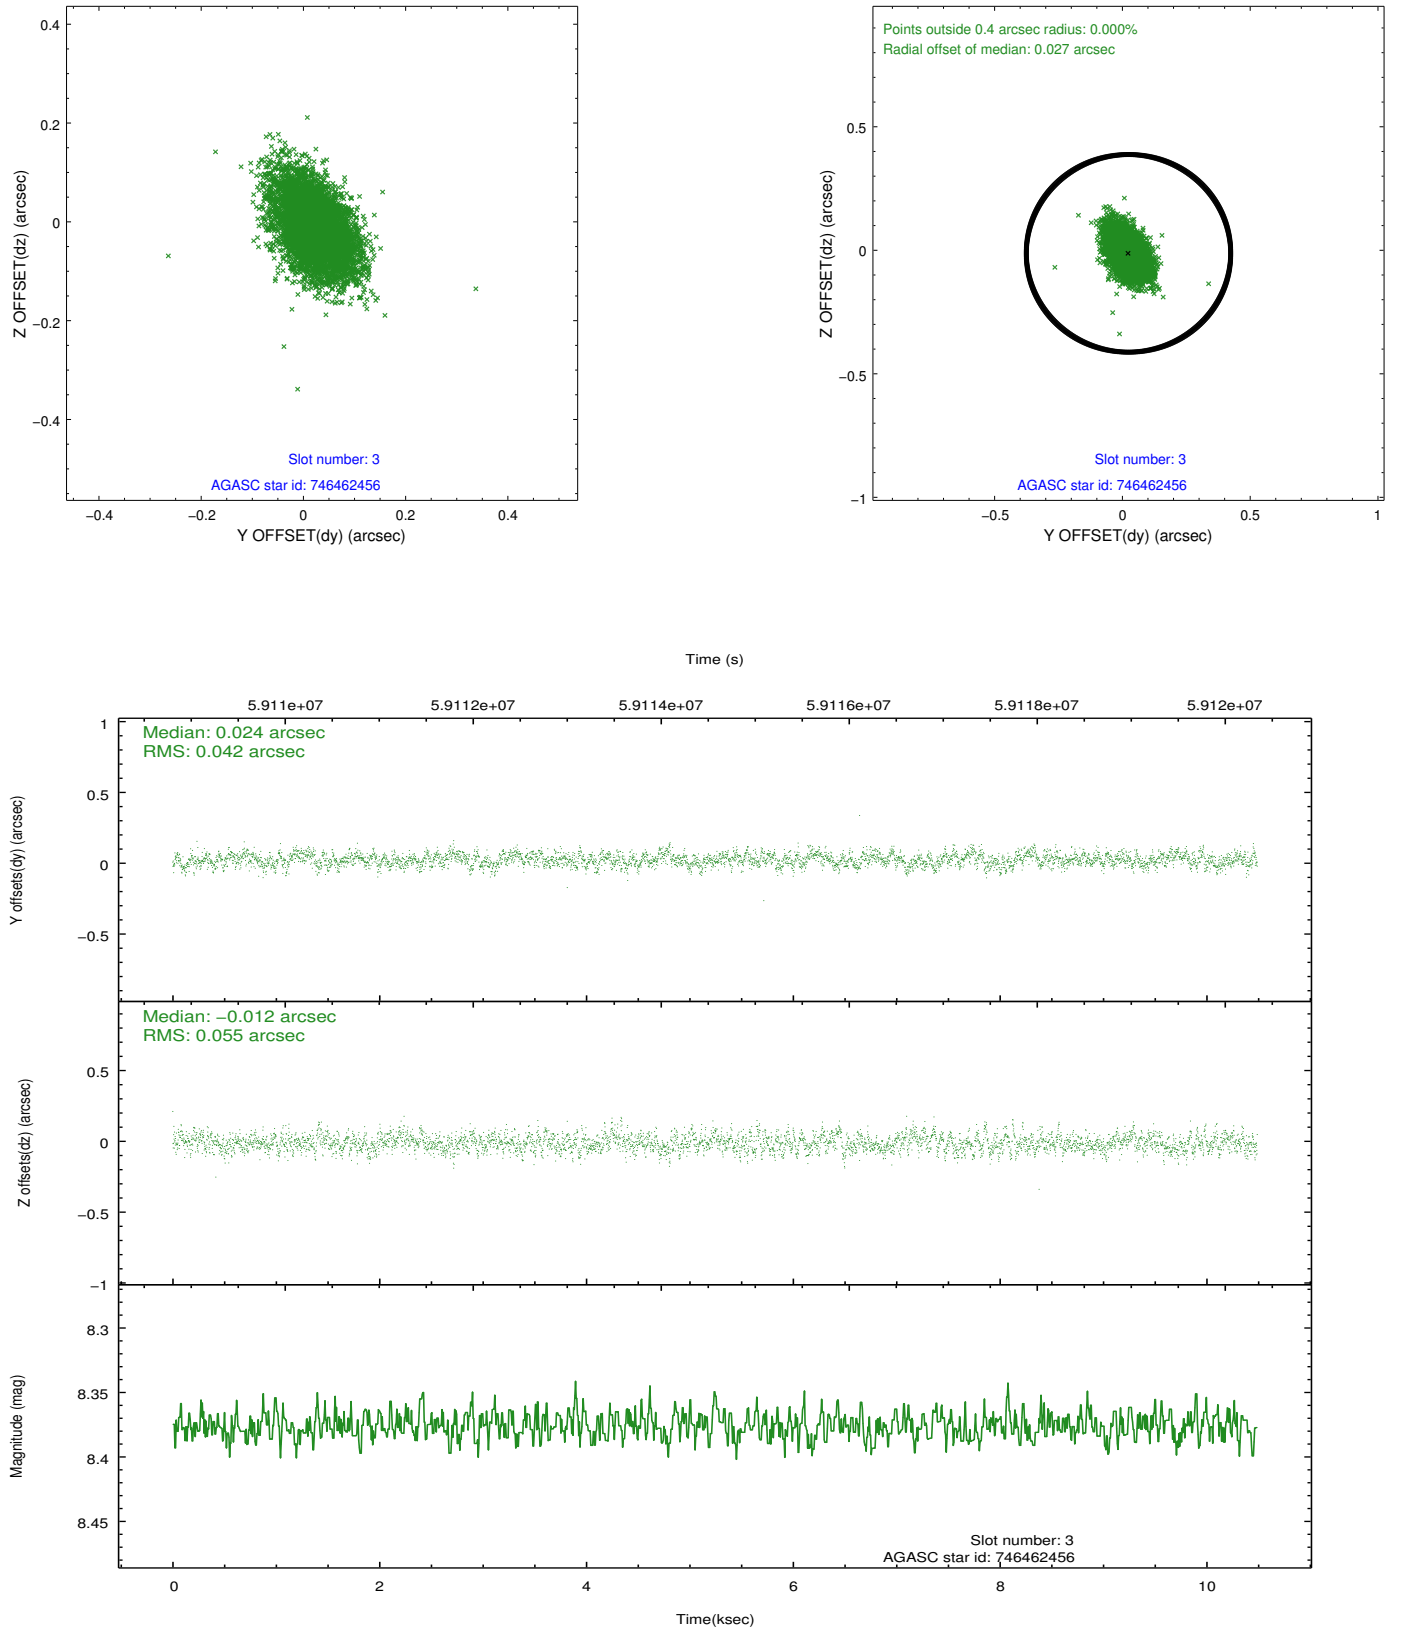 0.4
0.2
0
−0.2
−0.4
Z OFFSET(dz) (arcsec)
Slot number: 3
AGASC star id: 746462456
−0.4
−0.2
0
0.2
0.4
Y OFFSET(dy) (arcsec)
Points outside 0.4 arcsec radius: 0.000%
Radial offset of median: 0.027 arcsec
0.5
0
−0.5
−1
Z OFFSET(dz) (arcsec)
Slot number: 3
AGASC star id: 746462456
−0.5
0
0.5
1
Y OFFSET(dy) (arcsec)
Time (s)
5.911e+07
5.9112e+07
5.9114e+07
5.9116e+07
5.9118e+07
5.912e+07
Median: 0.024 arcsec
RMS: 0.042 arcsec
1
0.5
0
−0.5
Y offsets(dy) (arcsec)
Median: −0.012 arcsec
RMS: 0.055 arcsec
0.5
0
−0.5
−1
Z offsets(dz) (arcsec)
8.3
8.35
8.4
8.45
Magnitude (mag)
Slot number: 3
AGASC star id: 746462456
0
2
4
6
8
10
Time(ksec)